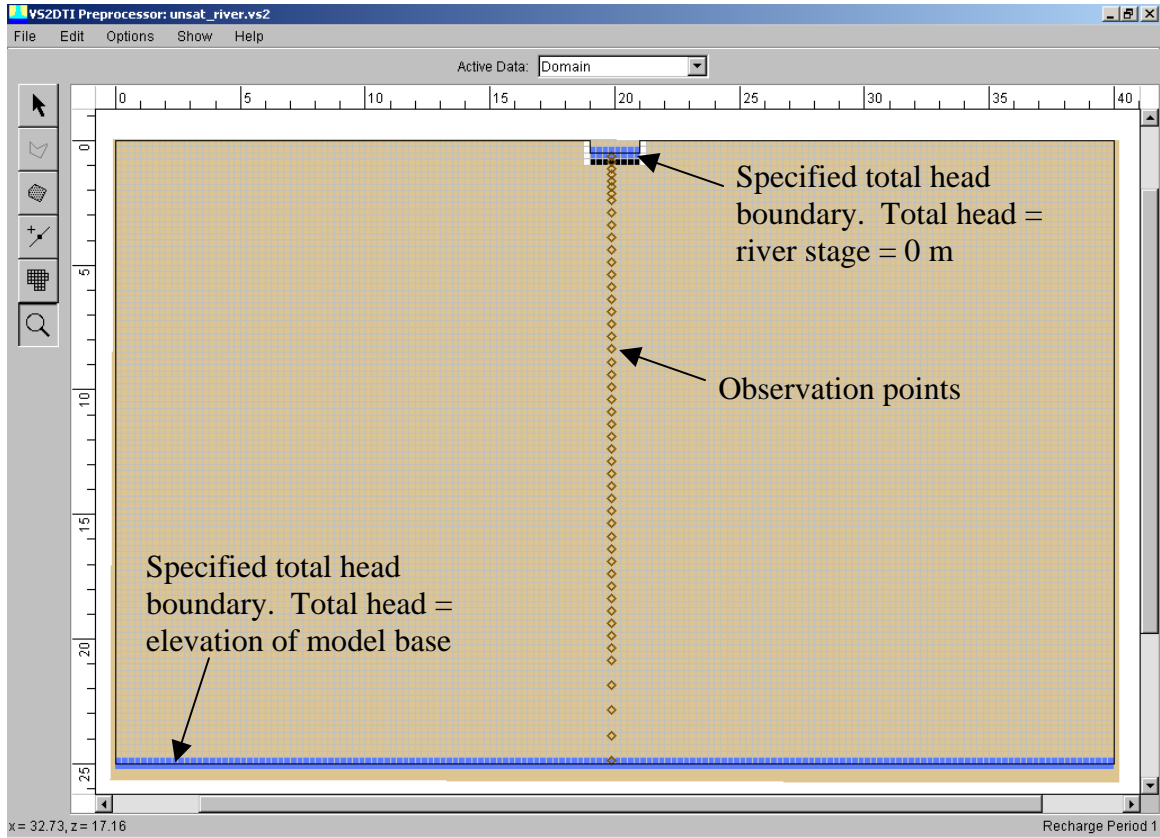 VS2DTI Preprocessor: unsat_river.vs2
File Edit Options Show Help
Active Data: Domain
0 5 10 15 20 25 30 35 40
0
5
10
15
20
25
Specified total head
boundary. Total head =
river stage = 0 m
Observation points
Specified total head
boundary. Total head =
elevation of model base
x = 32.73, z = 17.16
Recharge Period 1